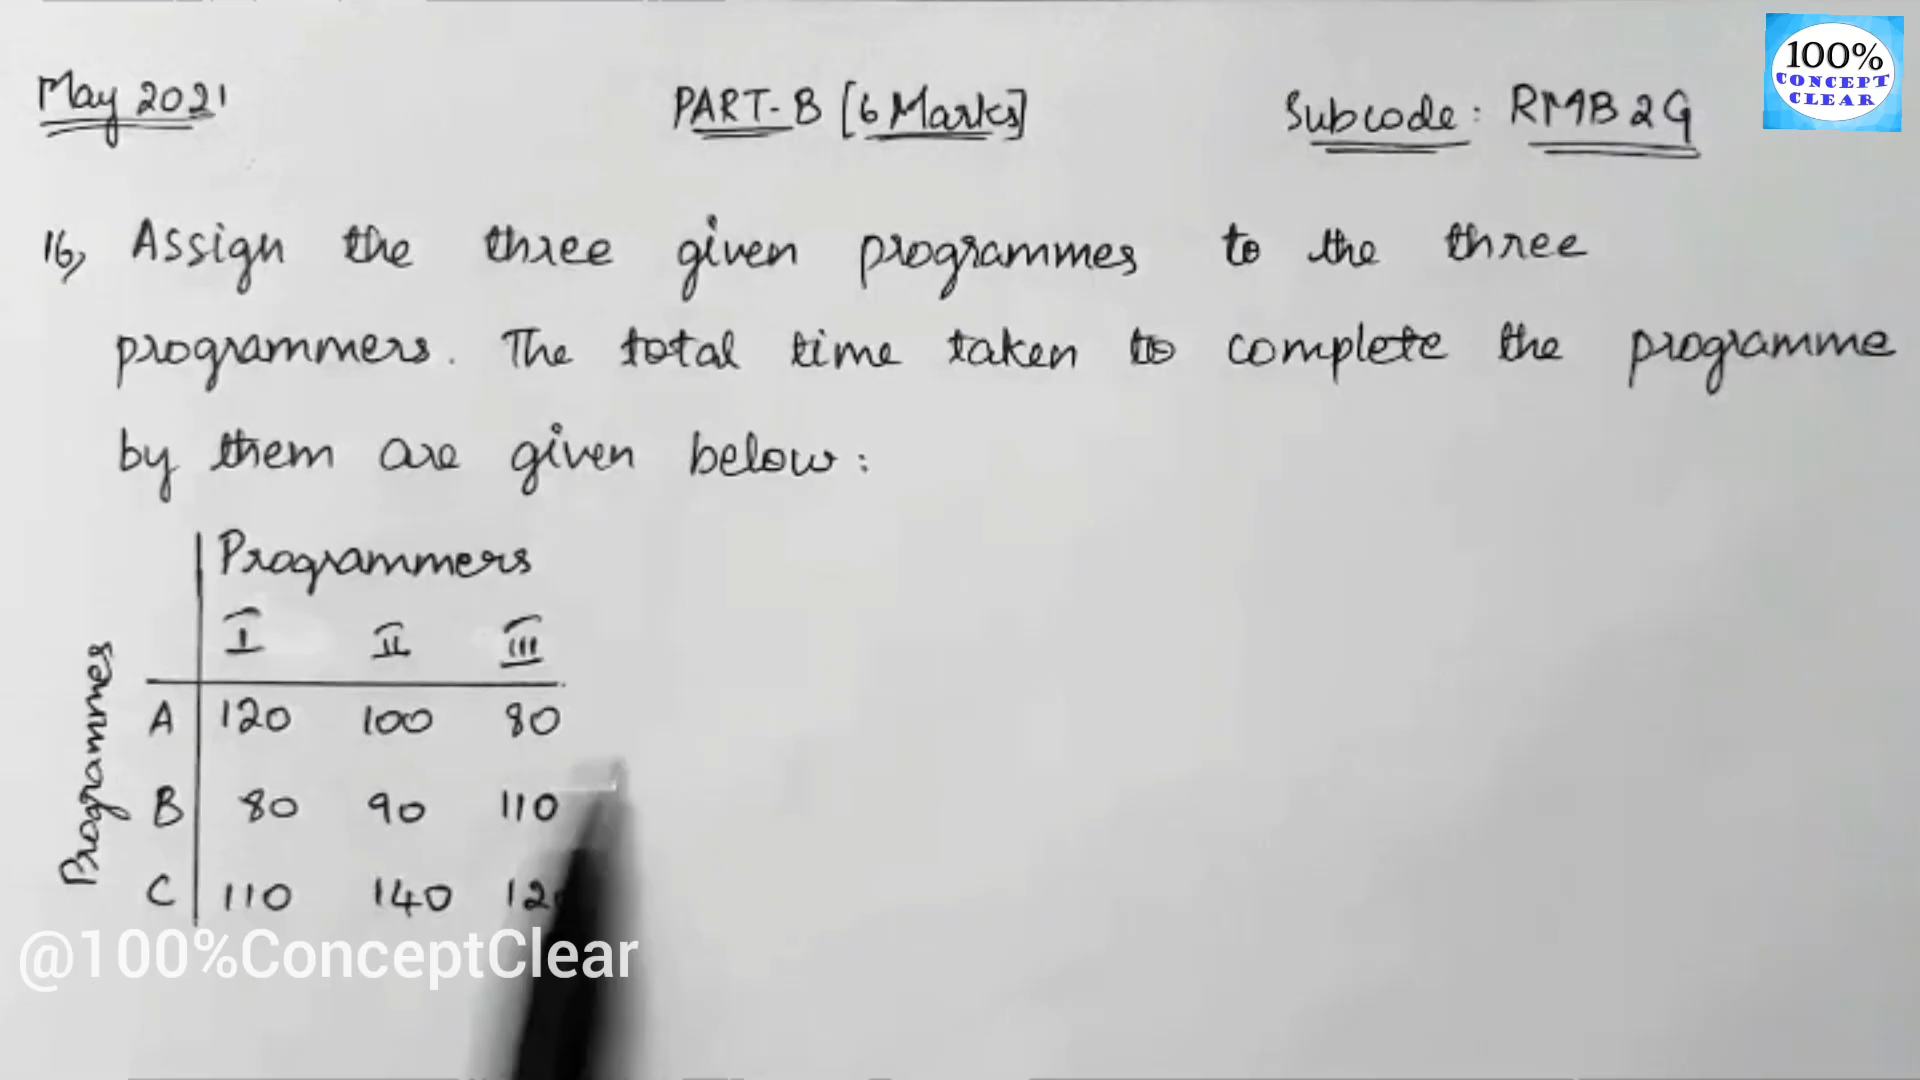 May 2021
PART-B [6 Marks]
Subcode: RMB2G
100%
CONCEPT
CLEAR
16, Assign the three given programmes to the three
programmers. The total time taken to complete the programme
by them are given below:
Programmers
I II III
Programmes
A 120 100 80
B 80 90 110
C 110 140
@100%ConceptClear